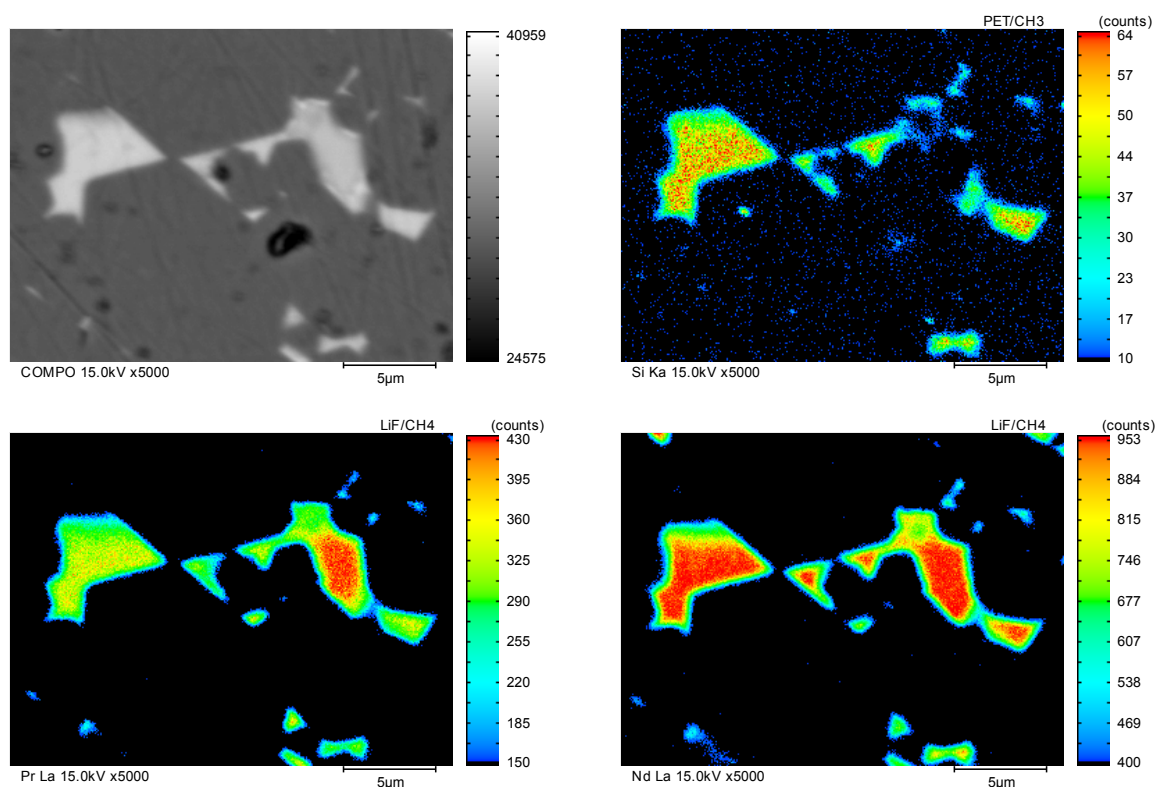 40959
24575
COMPO 15.0kV x5000
5µm
PET/CH3 (counts)
64
57
50
44
37
30
23
17
10
Si Ka 15.0kV x5000
5µm
LiF/CH4 (counts)
430
395
360
325
290
255
220
185
150
Pr La 15.0kV x5000
5µm
LiF/CH4 (counts)
953
884
815
746
677
607
538
469
400
Nd La 15.0kV x5000
5µm